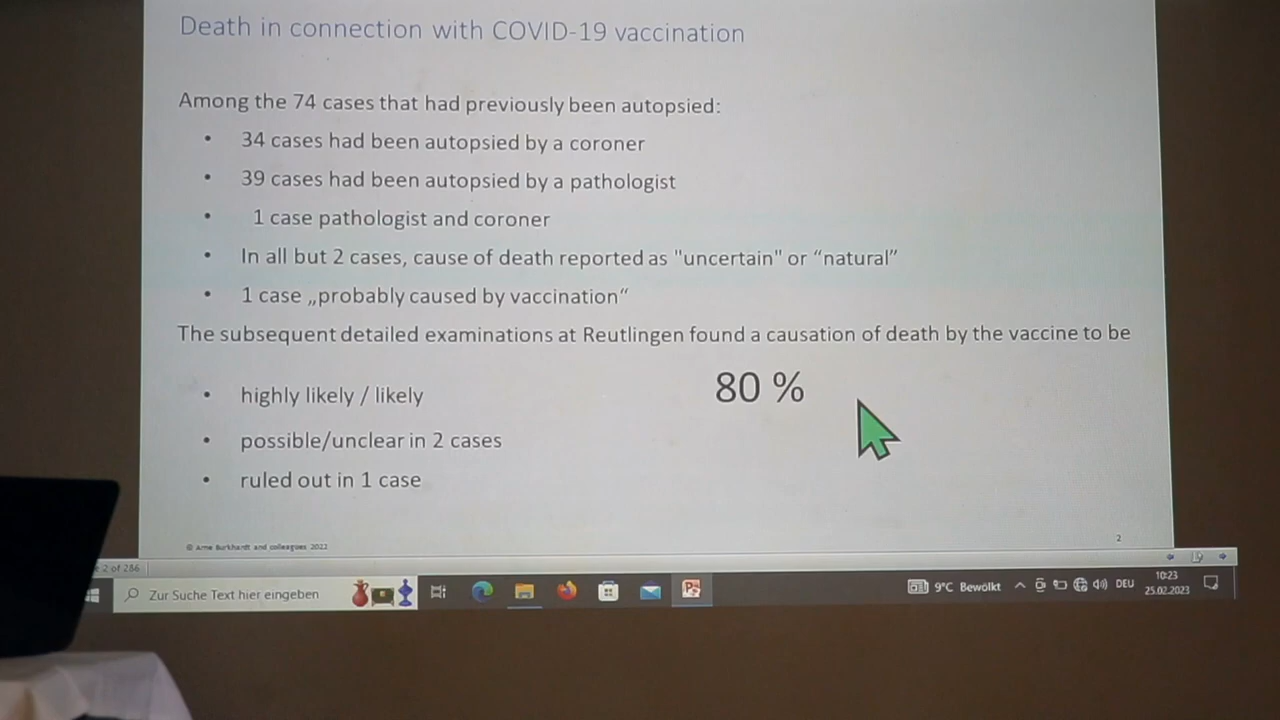 Death in connection with COVID-19 vaccination
Among the 74 cases that had previously been autopsied:
• 34 cases had been autopsied by a coroner
• 39 cases had been autopsied by a pathologist
• 1 case pathologist and coroner
• In all but 2 cases, cause of death reported as "uncertain" or “natural”
• 1 case „probably caused by vaccination“
The subsequent detailed examinations at Reutlingen found a causation of death by the vaccine to be
• highly likely / likely 80 %
• possible/unclear in 2 cases
• ruled out in 1 case
© Arne Burkhardt and colleagues 2022
2
2 of 286
Zur Suche Text hier eingeben
9°C Bewölkt
DEU
10:23
25.02.2023